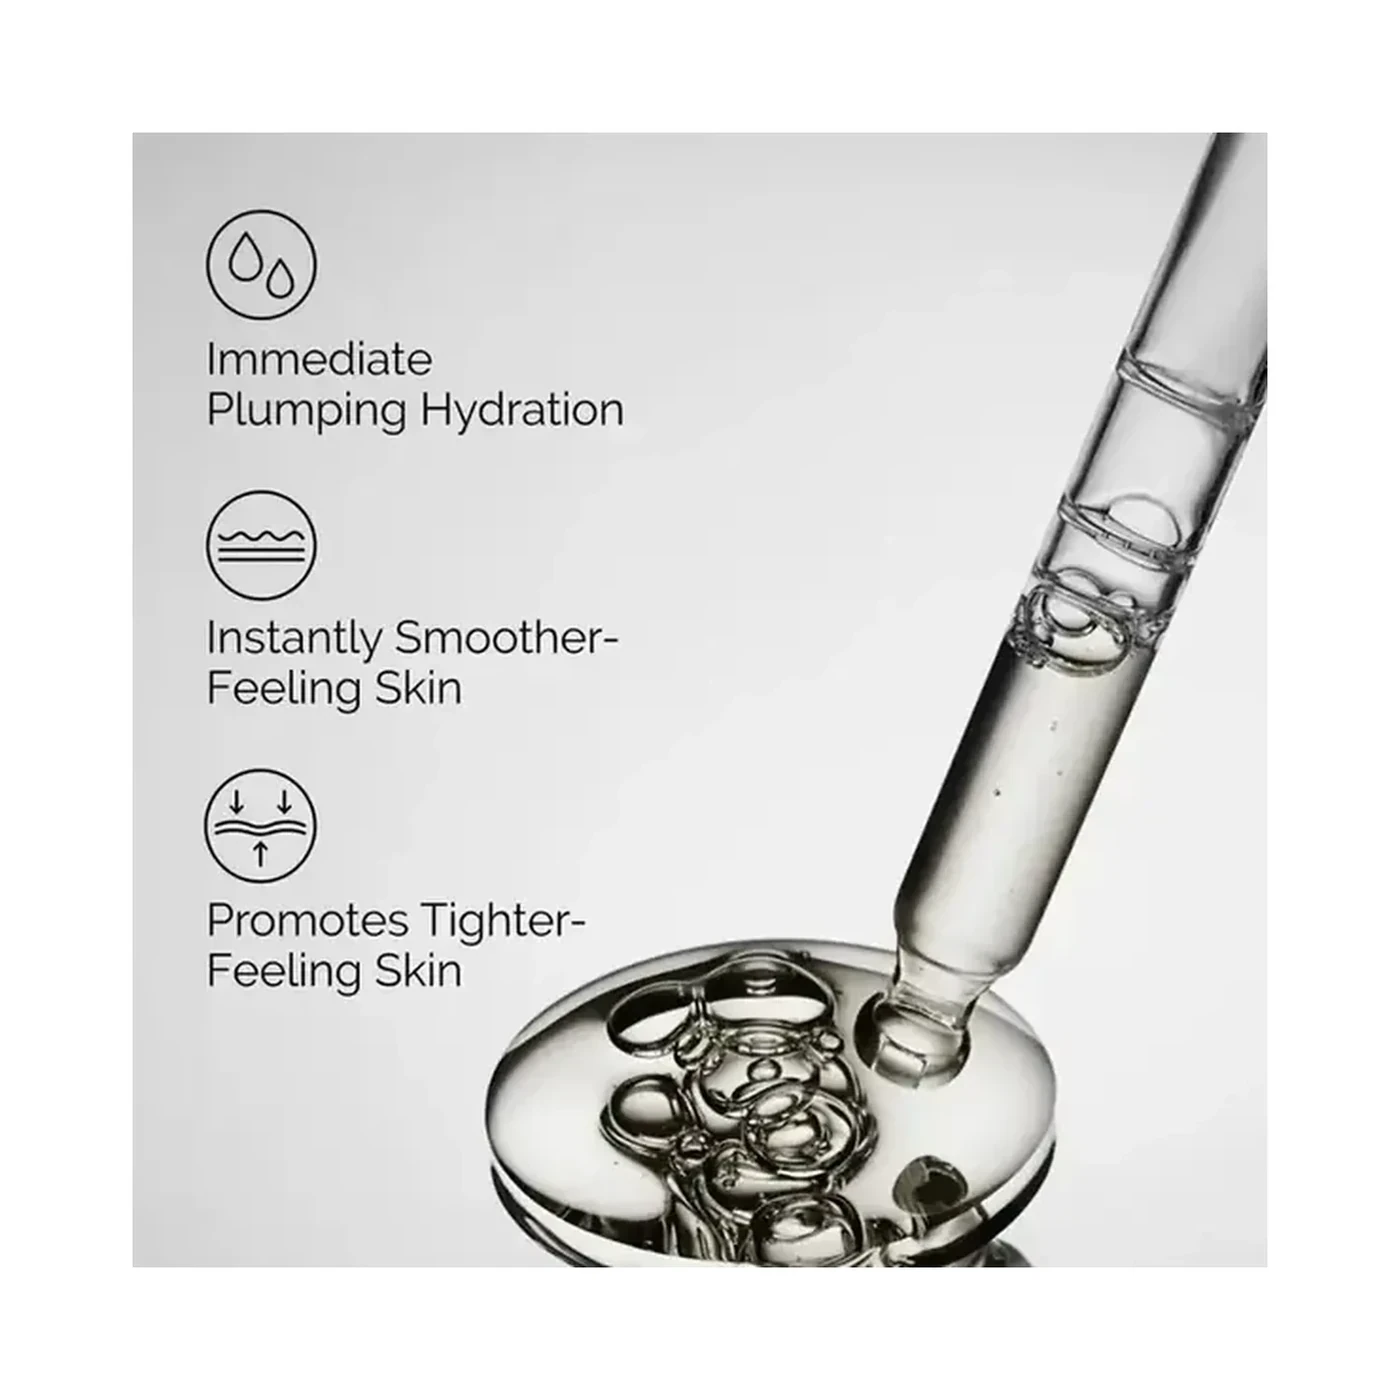 Immediate
Plumping Hydration
Instantly Smoother-
Feeling Skin
Promotes Tighter-
Feeling Skin